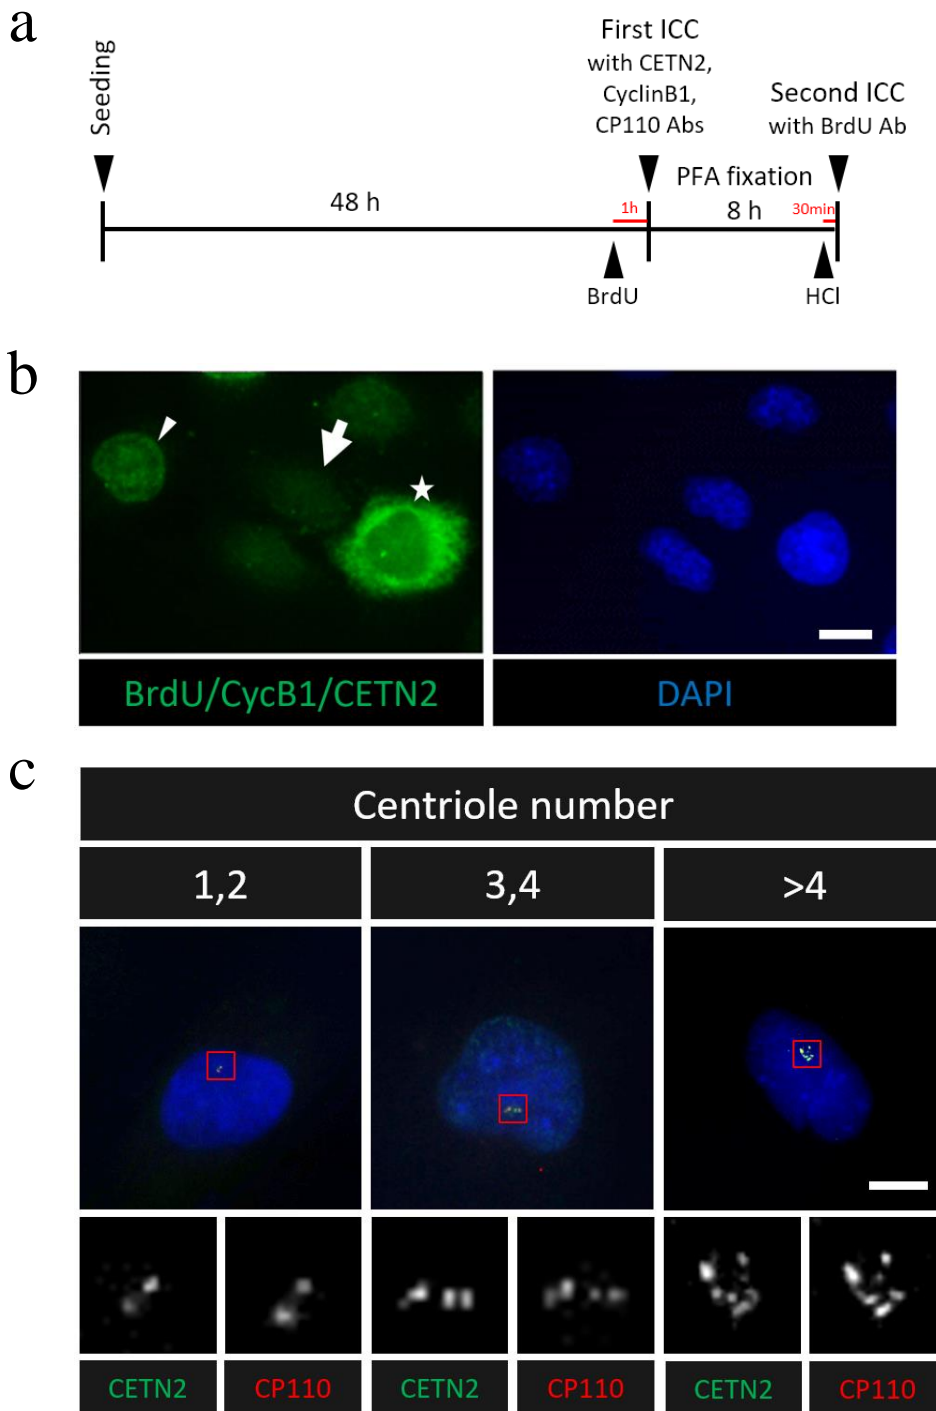 a
Seeding
First ICC
with CETN2,
CyclinB1,
CP110 Abs
Second ICC
with BrdU Ab
48 h
1h
PFA fixation
8 h
30min
BrdU
HCl
b
BrdU/CycB1/CETN2
DAPI
c
Centriole number
1,2
3,4
>4
CETN2
CP110
CETN2
CP110
CETN2
CP110